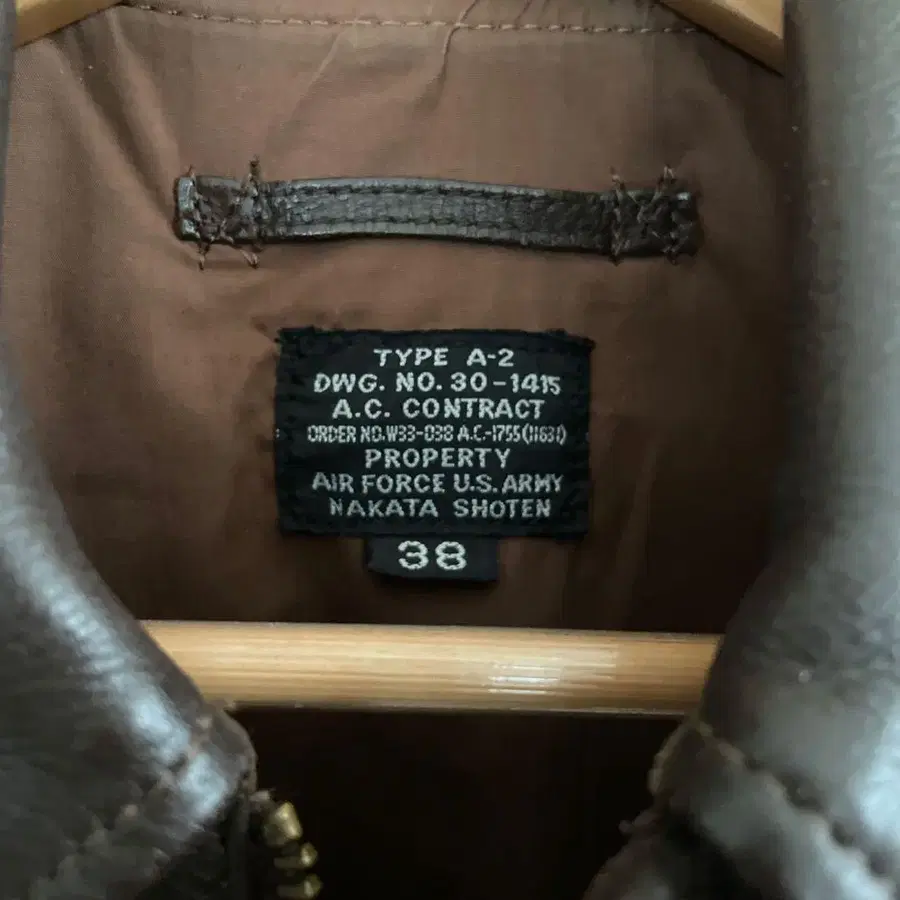 TYPE A-2
DWG. NO. 30-1415
A.C. CONTRACT
ORDER NO.W33-038 A.C.-1755(11631)
PROPERTY
AIR FORCE U.S. ARMY
NAKATA SHOTEN
38